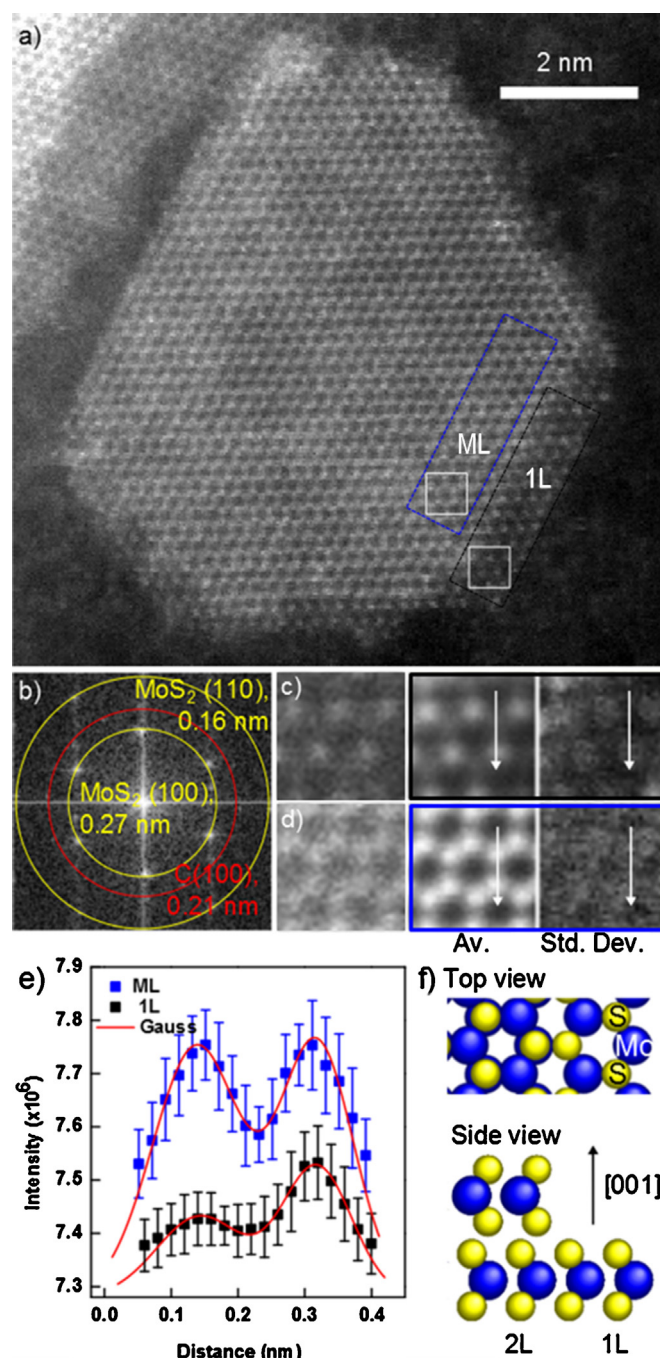 a)
2 nm
ML
1L
b)
MoS₂ (110),
0.16 nm
MoS₂ (100),
0.27 nm
C(100),
0.21 nm
c)
d)
Av.
Std. Dev.
e)
7.9
7.8
7.7
7.6
7.5
7.4
7.3
Intensity (x10⁶)
ML
1L
Gauss
0.0 0.1 0.2 0.3 0.4
Distance (nm)
f) Top view
S
Mo
S
Side view
[001]
2L 1L